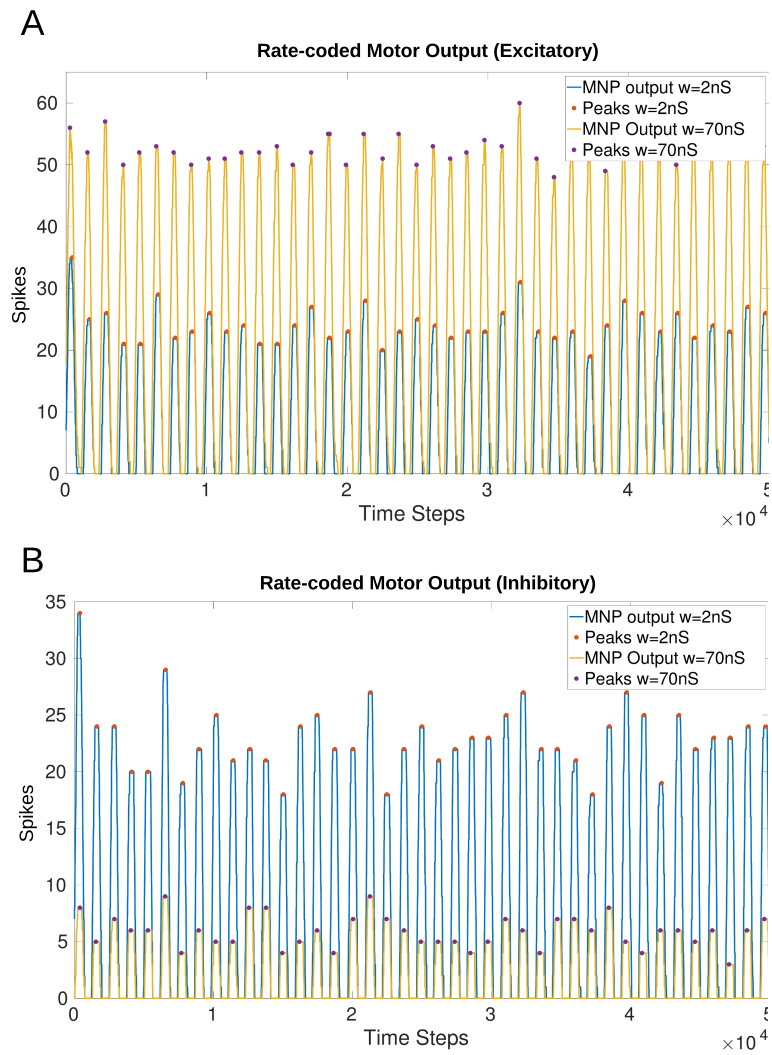 A
Rate-coded Motor Output (Excitatory)
MNP output w=2nS
Peaks w=2nS
MNP Output w=70nS
Peaks w=70nS
60
50
40
30
20
10
0
Spikes
0 1 2 3 4 5
Time Steps
×10 4
B
Rate-coded Motor Output (Inhibitory)
MNP output w=2nS
Peaks w=2nS
MNP Output w=70nS
Peaks w=70nS
35
30
25
20
15
10
5
0
Spikes
0 1 2 3 4 5
Time Steps
×10 4